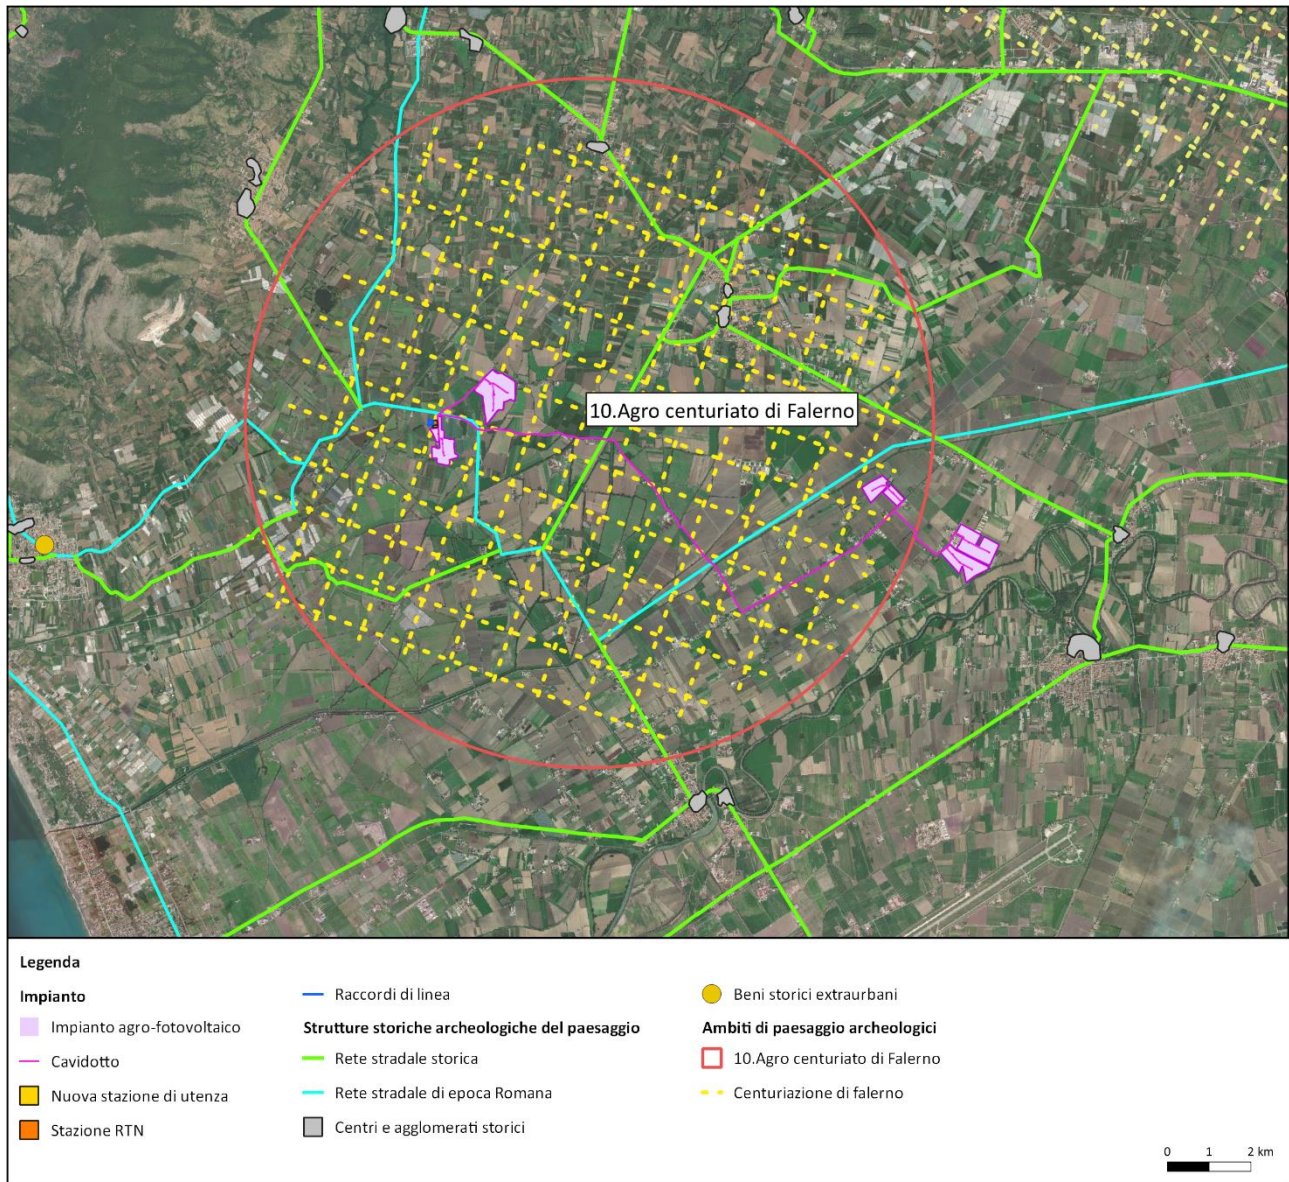 10.Agro centuriato di Falerno
Legenda
Impianto
Impianto agro-fotovoltaico
Cavidotto
Nuova stazione di utenza
Stazione RTN
Raccordi di linea
Strutture storiche archeologiche del paesaggio
Rete stradale storica
Rete stradale di epoca Romana
Centri e agglomerati storici
Beni storici extraurbani
Ambiti di paesaggio archeologici
10.Agro centuriato di Falerno
Centuriazione di falerno
0 1 2 km